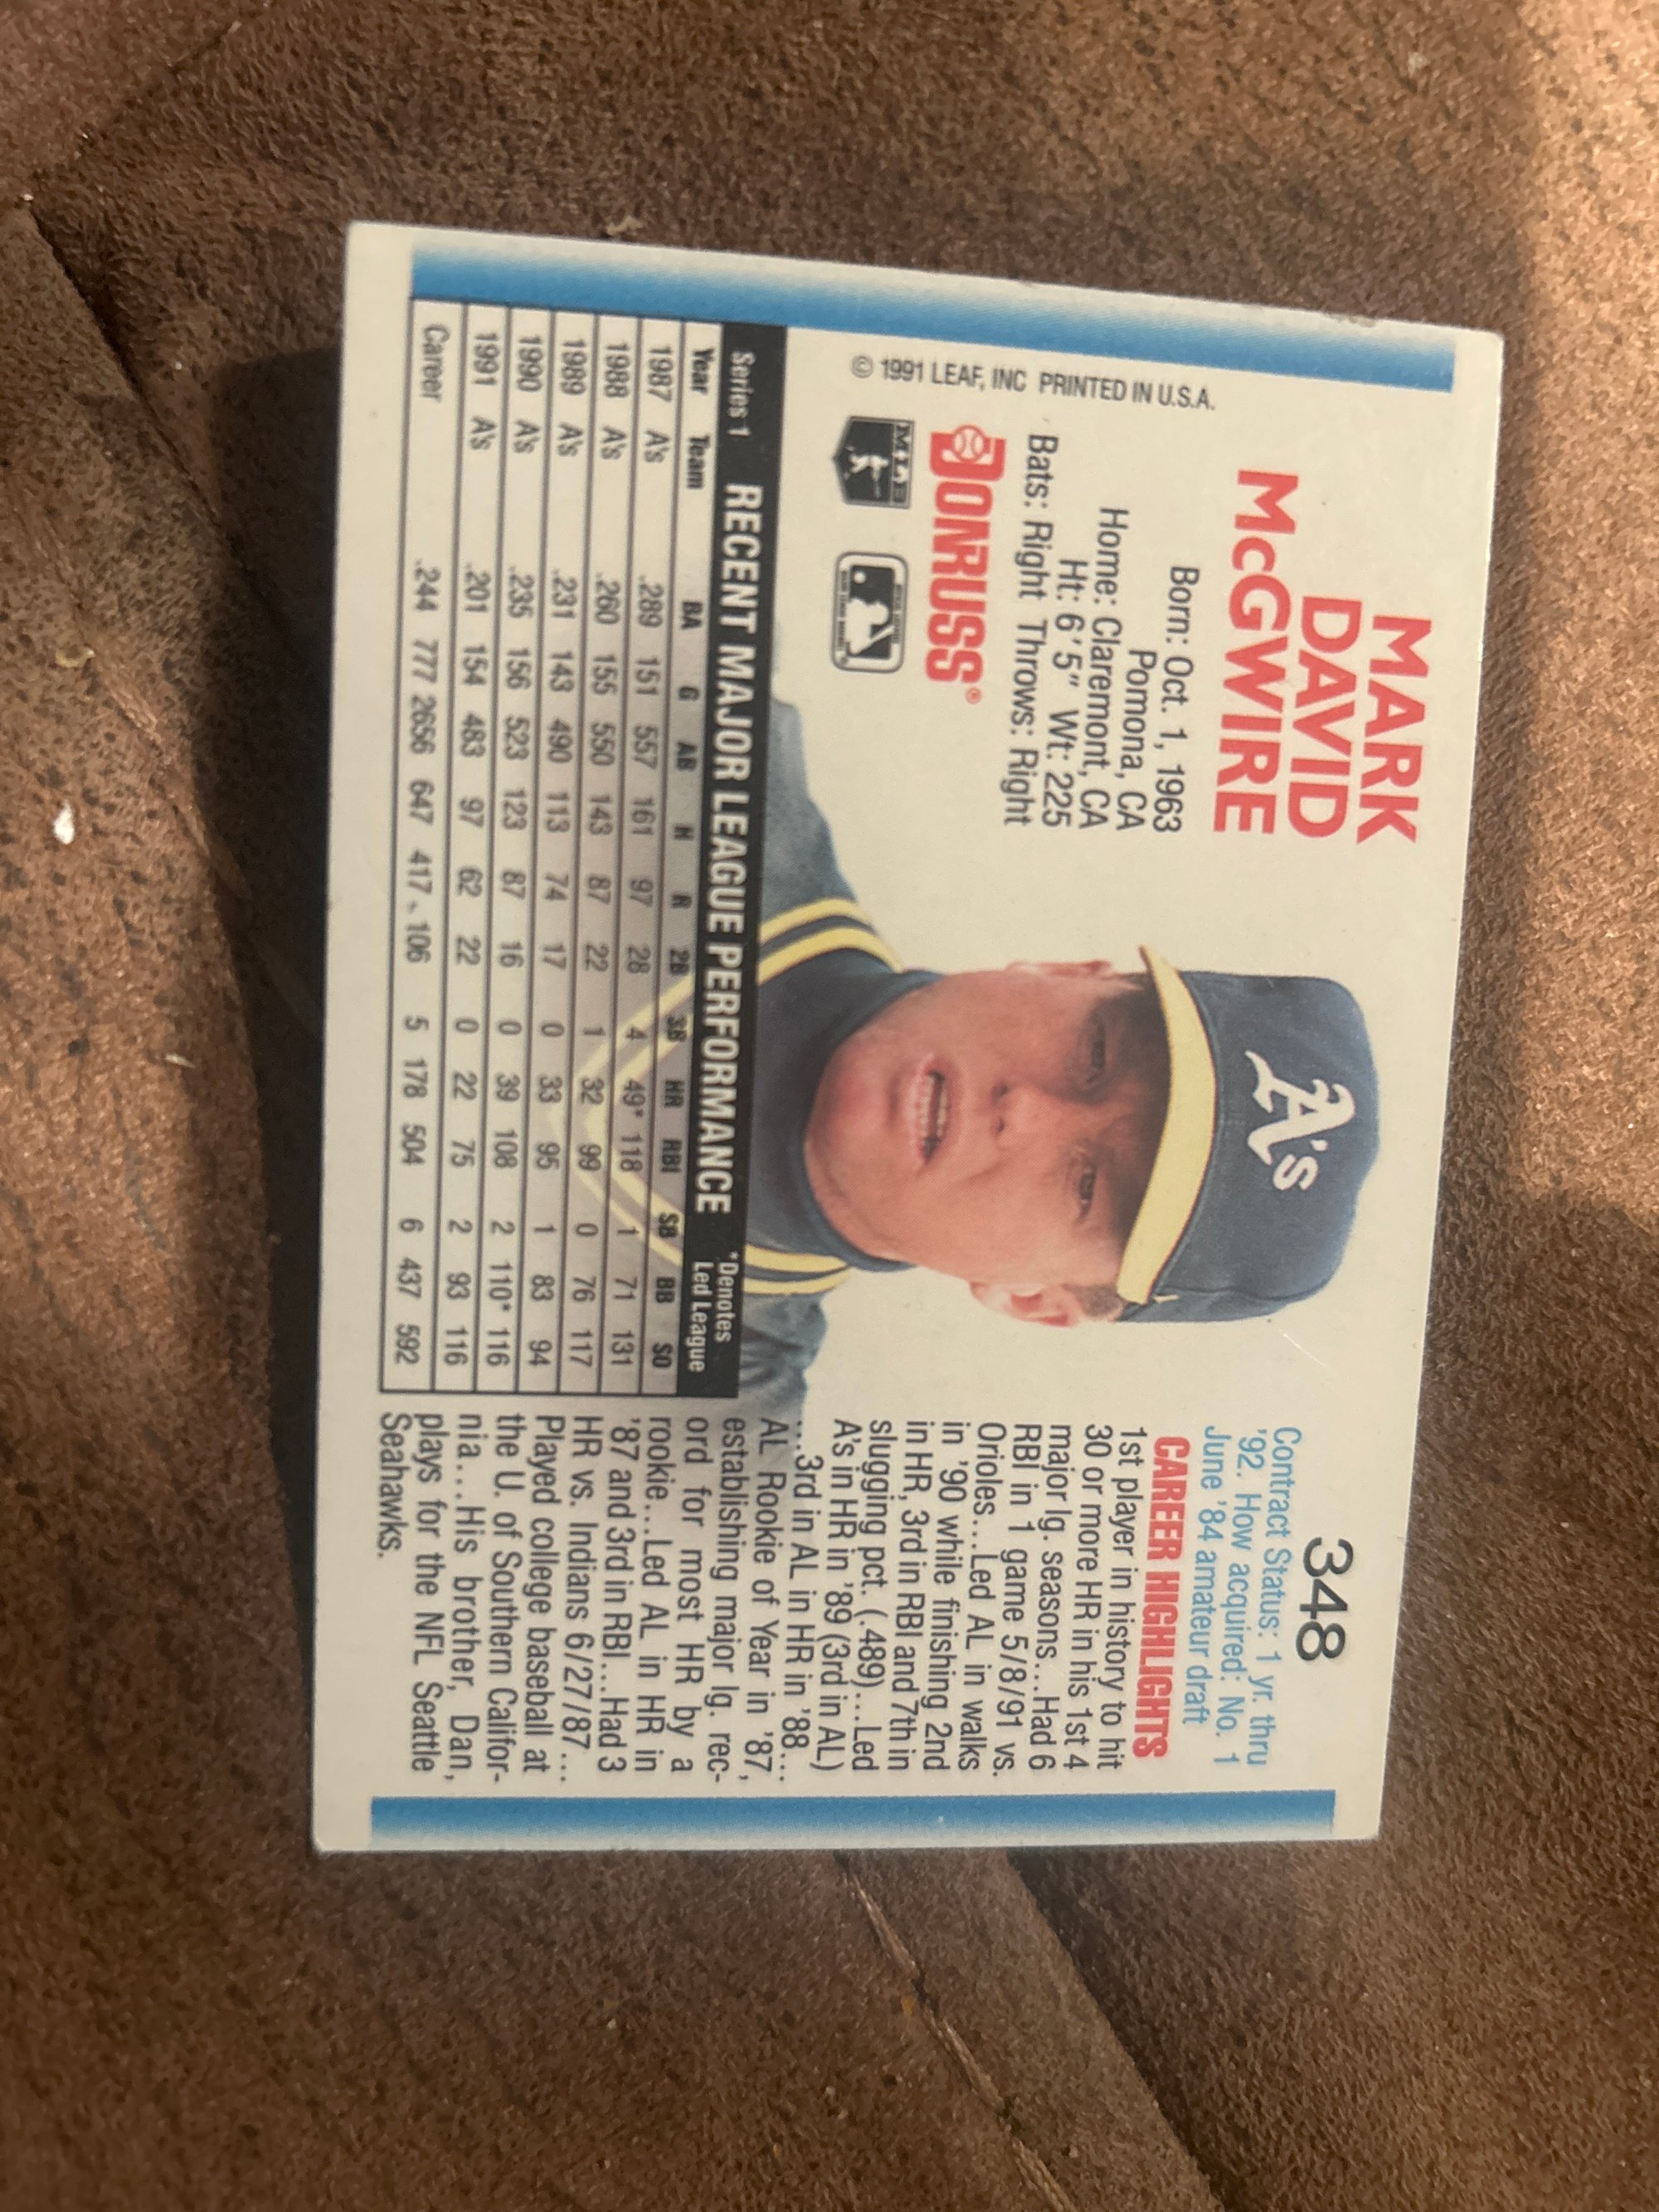 MARK
DAVID
McGWIRE
Born: Oct. 1, 1963
Pomona, CA
Home: Claremont, CA
Ht: 6' 5" Wt: 225
Bats: Right Throws: Right
DONRUSS®
MLB
© 1991 LEAF, INC PRINTED IN U.S.A.
A's
348
Contract Status: 1 yr. thru
'92. How acquired: No. 1
June '84 amateur draft
CAREER HIGHLIGHTS
1st player in history to hit
30 or more HR in his 1st 4
major lg. seasons...Had 6
RBI in 1 game 5/8/91 vs.
Orioles...Led AL in walks
in '90 while finishing 2nd
in HR, 3rd in RBI and 7th in
slugging pct. (.489)...Led
A's in HR in '89 (3rd in AL)
...3rd in AL in HR in '88...
AL Rookie of Year in '87,
establishing major lg. rec-
ord for most HR by a
rookie...Led AL in HR in
'87 and 3rd in RBI...Had 3
HR vs. Indians 6/27/87...
Played college baseball at
the U. of Southern Califor-
nia...His brother, Dan,
plays for the NFL Seattle
Seahawks.
Series 1 RECENT MAJOR LEAGUE PERFORMANCE *Denotes Led League
Year Team BA G AB H R 2B 3B HR RBI SB BB SO
1987 A's .289 151 557 161 97 28 4 49* 118 1 71 131
1988 A's .260 155 550 143 87 22 1 32 99 0 76 117
1989 A's .231 143 490 113 74 17 0 33 95 1 83 94
1990 A's .235 156 523 123 87 16 0 39 108 2 110* 116
1991 A's .201 154 483 97 62 22 0 22 75 2 93 116
Career .244 777 2656 647 417 106 5 178 504 6 437 592